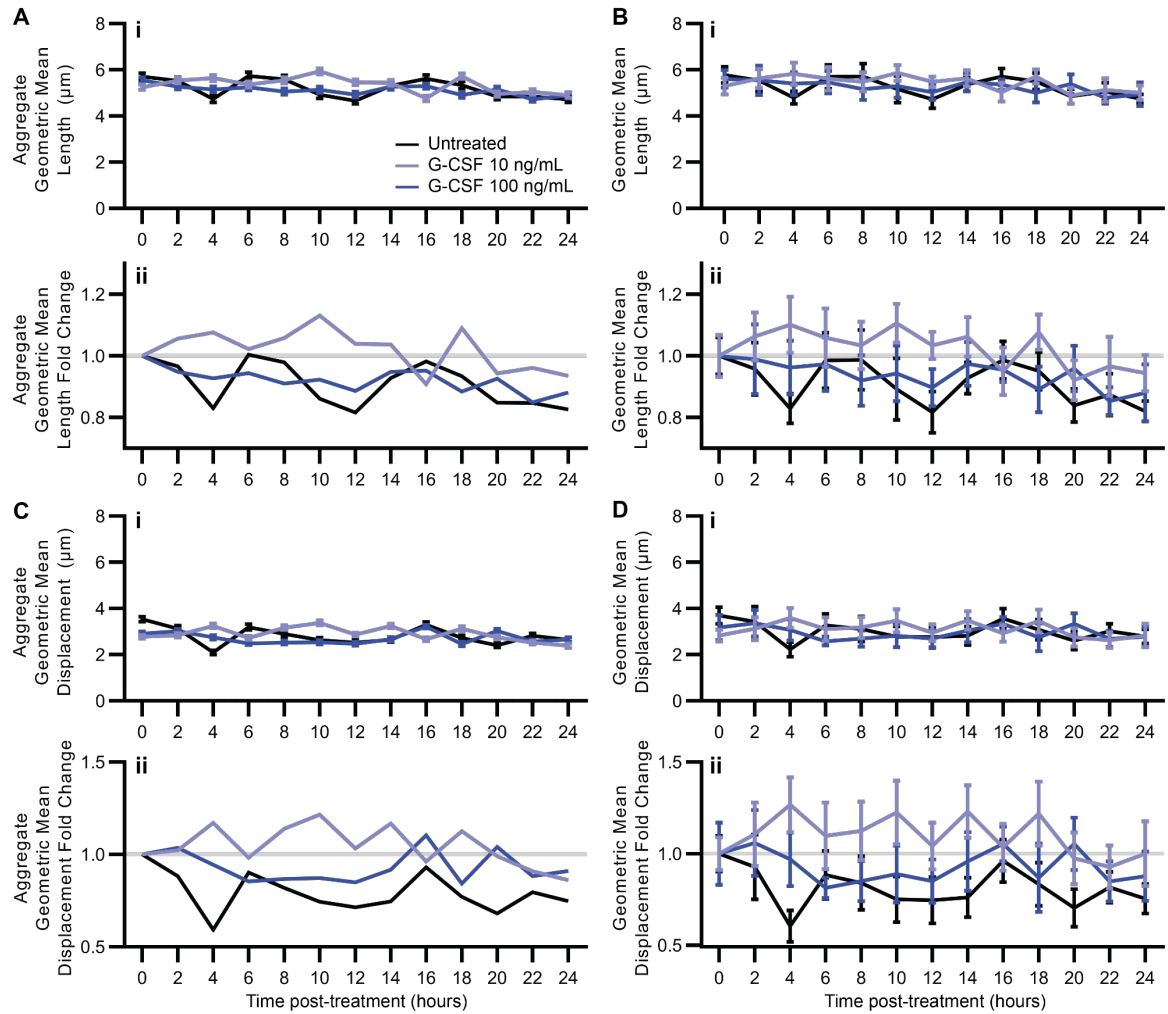 A
i
Aggregate
Geometric Mean
Length (μm)
8
6
4
2
0
Untreated
G-CSF 10 ng/mL
G-CSF 100 ng/mL
0 2 4 6 8 10 12 14 16 18 20 22 24
ii
Aggregate
Geometric Mean
Length Fold Change
1.2
1.0
0.8
0 2 4 6 8 10 12 14 16 18 20 22 24
B
i
Geometric Mean
Length (μm)
8
6
4
2
0
0 2 4 6 8 10 12 14 16 18 20 22 24
ii
Geometric Mean
Length Fold Change
1.2
1.0
0.8
0 2 4 6 8 10 12 14 16 18 20 22 24
C
i
Aggregate
Geometric Mean
Displacement (μm)
8
6
4
2
0
0 2 4 6 8 10 12 14 16 18 20 22 24
ii
Aggregate
Geometric Mean
Displacement Fold Change
1.5
1.0
0.5
0 2 4 6 8 10 12 14 16 18 20 22 24
Time post-treatment (hours)
D
i
Geometric Mean
Displacement (μm)
8
6
4
2
0
0 2 4 6 8 10 12 14 16 18 20 22 24
ii
Geometric Mean
Displacement Fold Change
1.5
1.0
0.5
0 2 4 6 8 10 12 14 16 18 20 22 24
Time post-treatment (hours)